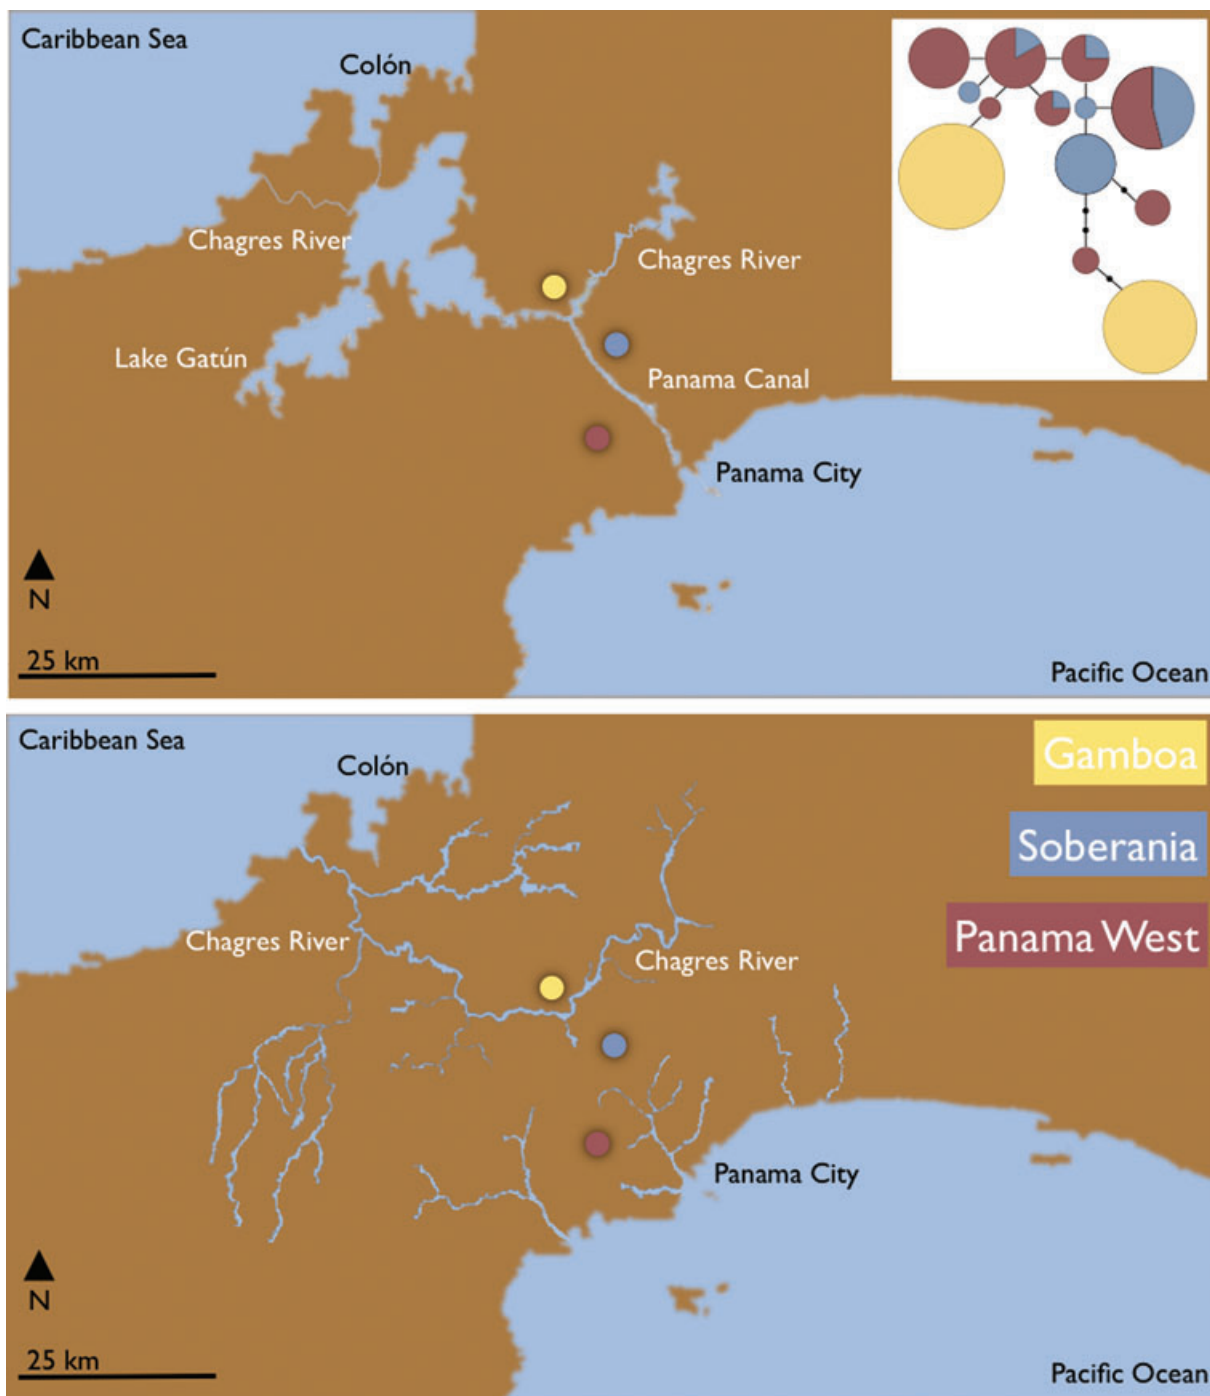 Caribbean Sea
Colón
Chagres River
Chagres River
Lake Gatún
Panama Canal
Panama City
N
25 km
Pacific Ocean
Caribbean Sea
Gamboa
Colón
Soberania
Chagres River
Panama West
Chagres River
Panama City
N
25 km
Pacific Ocean